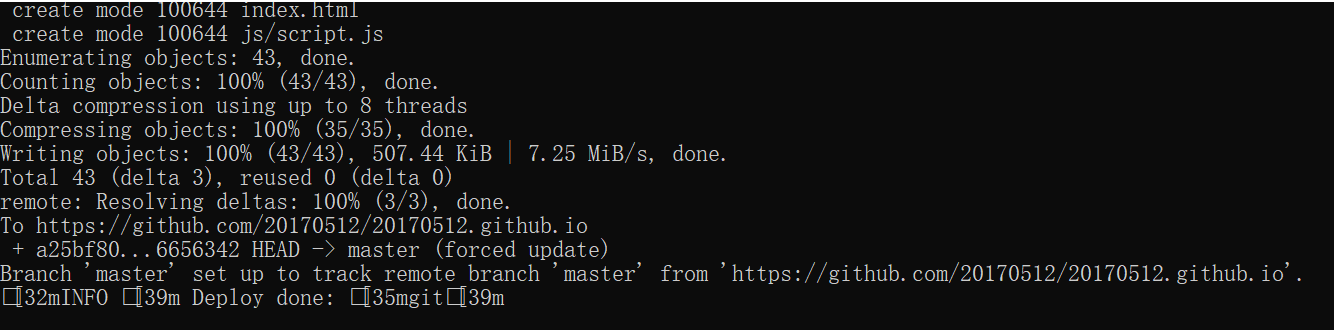 create mode 100644 index.html
create mode 100644 js/script.js
Enumerating objects: 43, done.
Counting objects: 100% (43/43), done.
Delta compression using up to 8 threads
Compressing objects: 100% (35/35), done.
Writing objects: 100% (43/43), 507.44 KiB | 7.25 MiB/s, done.
Total 43 (delta 3), reused 0 (delta 0)
remote: Resolving deltas: 100% (3/3), done.
To https://github.com/20170512/20170512.github.io
+ a25bf80...6656342 HEAD -> master (forced update)
Branch 'master' set up to track remote branch 'master' from 'https://github.com/20170512/20170512.github.io'.
□[32mINFO □[39m Deploy done: □[35mgit□[39m